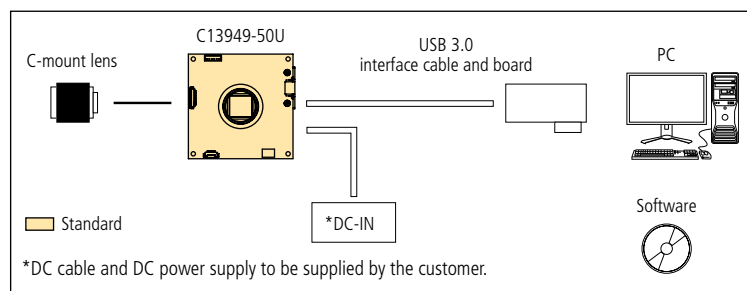 C13949-50U
C-mount lens
USB 3.0
interface cable and board
PC
Standard
*DC-IN
Software
*DC cable and DC power supply to be supplied by the customer.